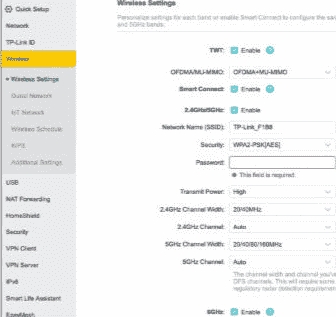 Quick Setup
Network
TP-Link ID
Wireless
Wireless Settings
Guest Network
IoT Network
Wireless Schedule
WPS
Additional Settings
USB
NAT Forwarding
HomeShield
Security
VPN Client
VPN Server
IPv6
Smart Life Assistant
EasyMesh
Wireless Settings
Personalize settings for each band or enable Smart Connect to configure the sa
and 5GHz bands.
TWT: Enable
OFDMA/MU-MIMO: OFDMA+MU-MIMO
Smart Connect: Enable
2.4GHz/5GHz: Enable
Network Name (SSID): TP-Link_F1B8
Security: WPA2-PSK[AES]
Password:
This field is required
Transmit Power: High
2.4GHz Channel Width: 20/40MHz
2.4GHz Channel: Auto
5GHz Channel Width: 20/40/80/160MHz
5GHz Channel: Auto
The channel width and channel you've
DFS channels. This will require some
regulatory radar detection requirement
6GHz: Enable